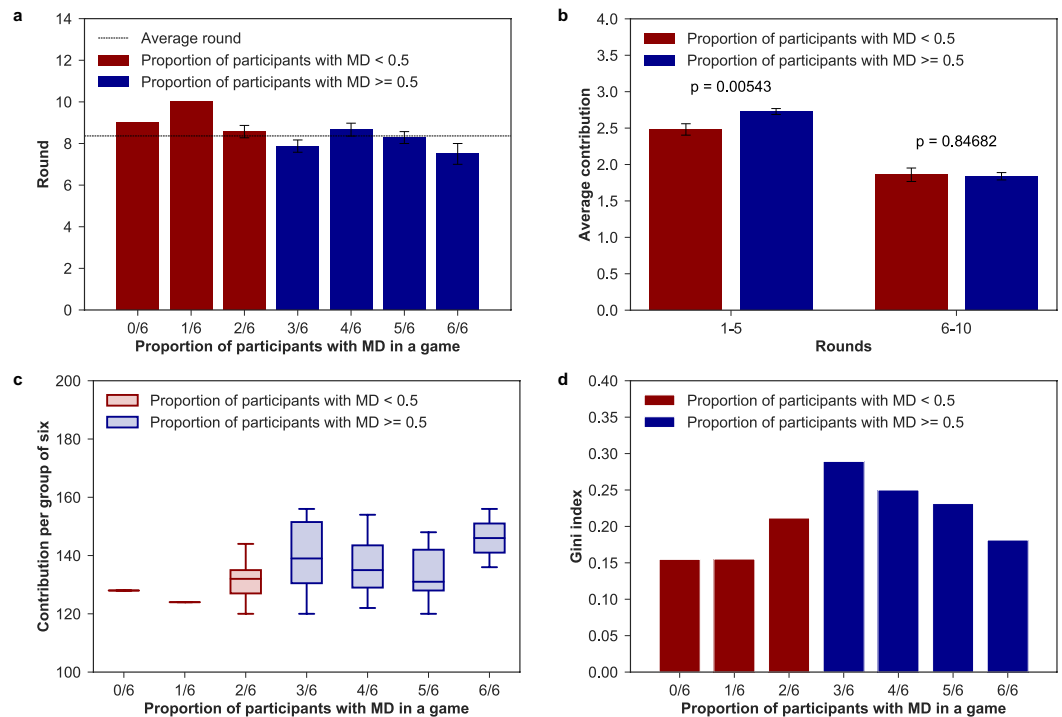 a
14
12
10
8
6
4
2
0
Round
Average round
Proportion of participants with MD < 0.5
Proportion of participants with MD >= 0.5
0/6 1/6 2/6 3/6 4/6 5/6 6/6
Proportion of participants with MD in a game
b
4.0
3.5
3.0
2.5
2.0
1.5
1.0
0.5
0.0
Average contribution
Proportion of participants with MD < 0.5
Proportion of participants with MD >= 0.5
p = 0.00543
p = 0.84682
1-5 6-10
Rounds
c
200
180
160
140
120
100
Contribution per group of six
Proportion of participants with MD < 0.5
Proportion of participants with MD >= 0.5
0/6 1/6 2/6 3/6 4/6 5/6 6/6
Proportion of participants with MD in a game
d
0.40
0.35
0.30
0.25
0.20
0.15
0.10
0.05
0.00
Gini index
Proportion of participants with MD < 0.5
Proportion of participants with MD >= 0.5
0/6 1/6 2/6 3/6 4/6 5/6 6/6
Proportion of participants with MD in a game